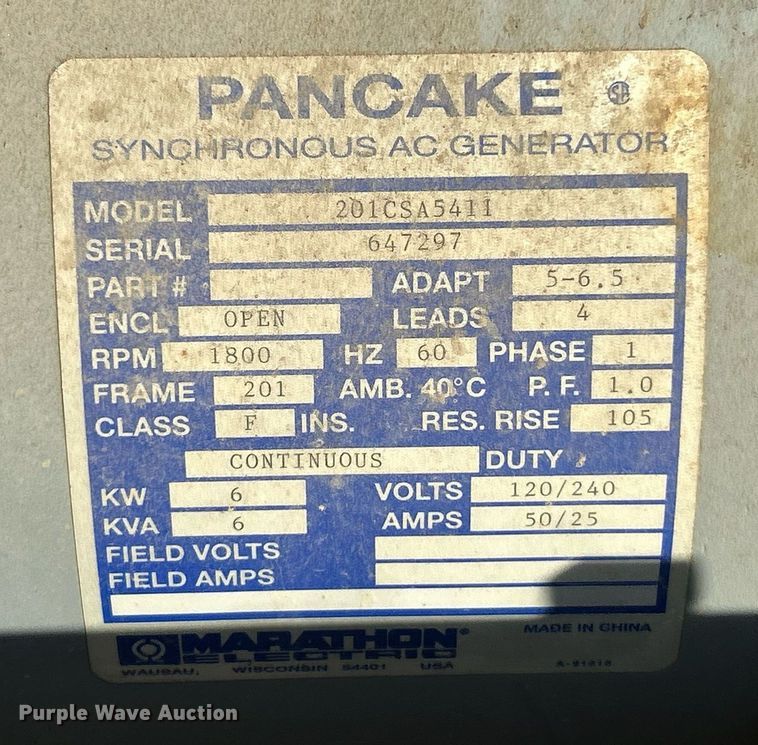 PANCAKE SA
SYNCHRONOUS AC GENERATOR
MODEL 201CSA5411
SERIAL 647297
PART # ADAPT 5-6.5
ENCL OPEN LEADS 4
RPM 1800 HZ 60 PHASE 1
FRAME 201 AMB. 40°C P. F. 1.0
CLASS F INS. RES. RISE 105
CONTINUOUS DUTY
KW 6 VOLTS 120/240
KVA 6 AMPS 50/25
FIELD VOLTS
FIELD AMPS
MARATHON® MADE IN CHINA
ELECTRIC
WAUSAU, WISCONSIN 54401 USA
Purple Wave Auction